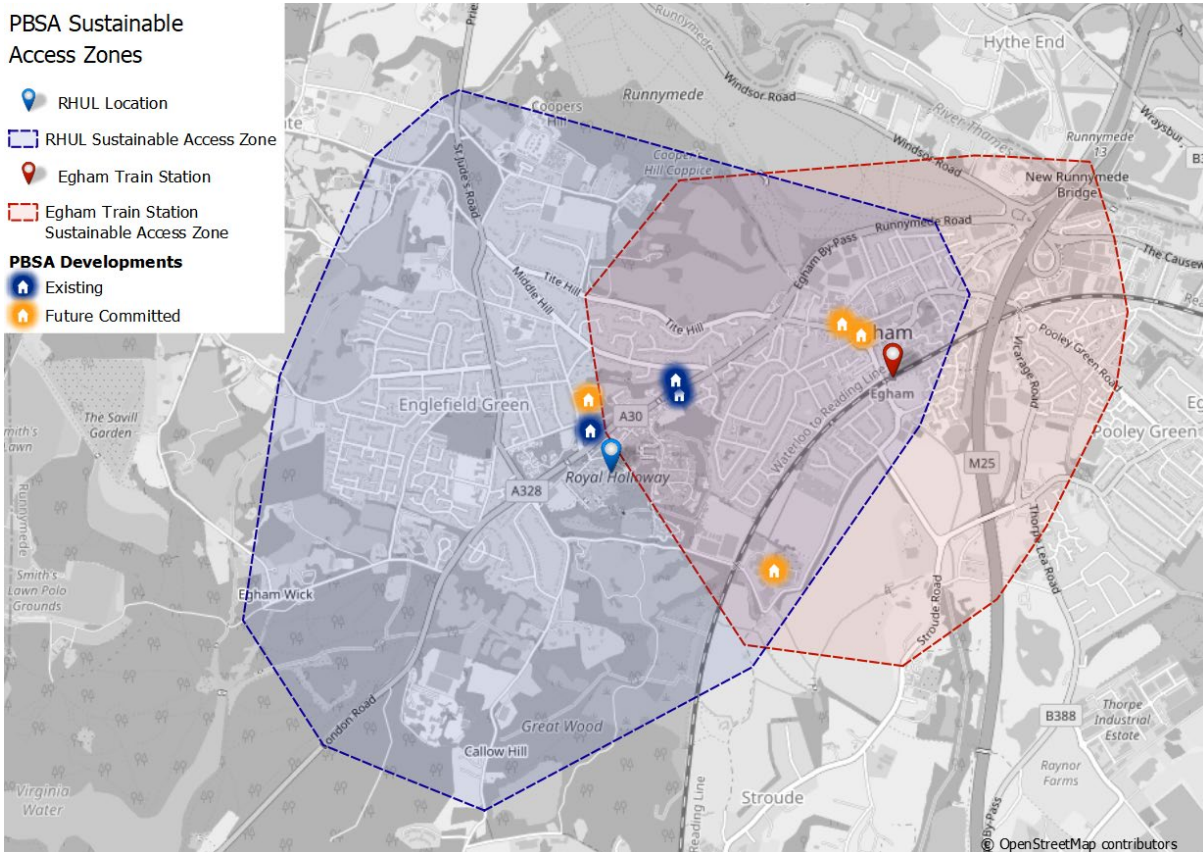 PBSA Sustainable
Access Zones
RHUL Location
RHUL Sustainable Access Zone
Egham Train Station
Egham Train Station
Sustainable Access Zone
PBSA Developments
Existing
Future Committed
Hythe End
Runnymede
Windsor Road
River Thames
Runnymede
Coopers
Hill
Cooper's
Hill Coppice
Windsor Road
Runnymede
13
New Runnymede
Bridge
Runnymede Road
The Causew
St Jude's Road
Egham By-Pass
Tite Hill
Middle Hill
Tite Hill
Vicarage Road
Pooley Green Road
ham
Egham
Waterloo to Reading Line
Englefield Green
A30
The Savill
Garden
Pooley Green
Royal Holloway
A328
M25
Runnymede
Thorpe Lea Road
Smith's
Lawn Polo
Grounds
Egham Wick
Stroude Road
London Road
Great Wood
Callow Hill
B388
Thorpe
Industrial
Estate
Raynor
Farms
Virginia
Water
Stroude
Reading Line
By-Pass
© OpenStreetMap contributors